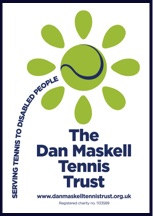 SERVING TENNIS TO DISABLED PEOPLE
The
Dan Maskell
Tennis
Trust
www.danmaskelltennistrust.org.uk